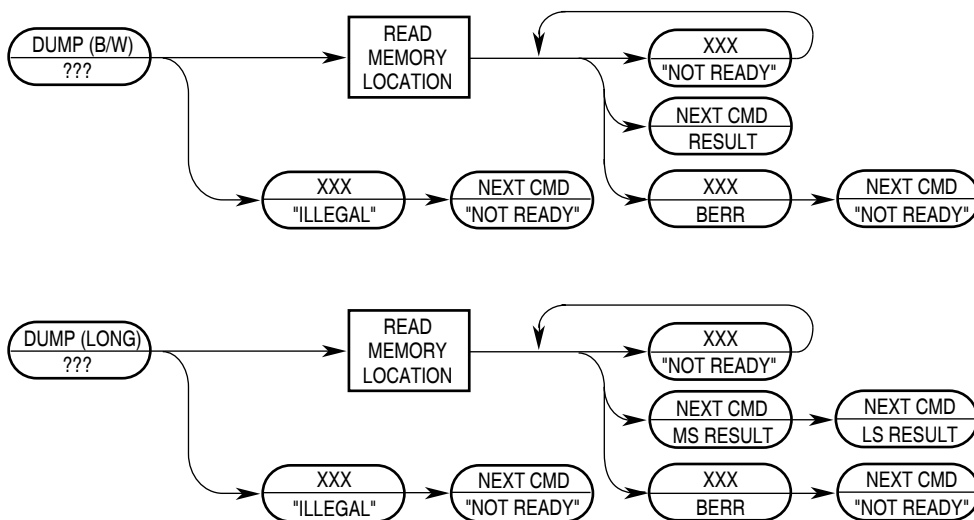 DUMP (B/W)
???
READ
MEMORY
LOCATION
XXX
"NOT READY"
NEXT CMD
RESULT
XXX
"ILLEGAL"
NEXT CMD
"NOT READY"
XXX
BERR
NEXT CMD
"NOT READY"
DUMP (LONG)
???
READ
MEMORY
LOCATION
XXX
"NOT READY"
NEXT CMD
MS RESULT
NEXT CMD
LS RESULT
XXX
"ILLEGAL"
NEXT CMD
"NOT READY"
XXX
BERR
NEXT CMD
"NOT READY"